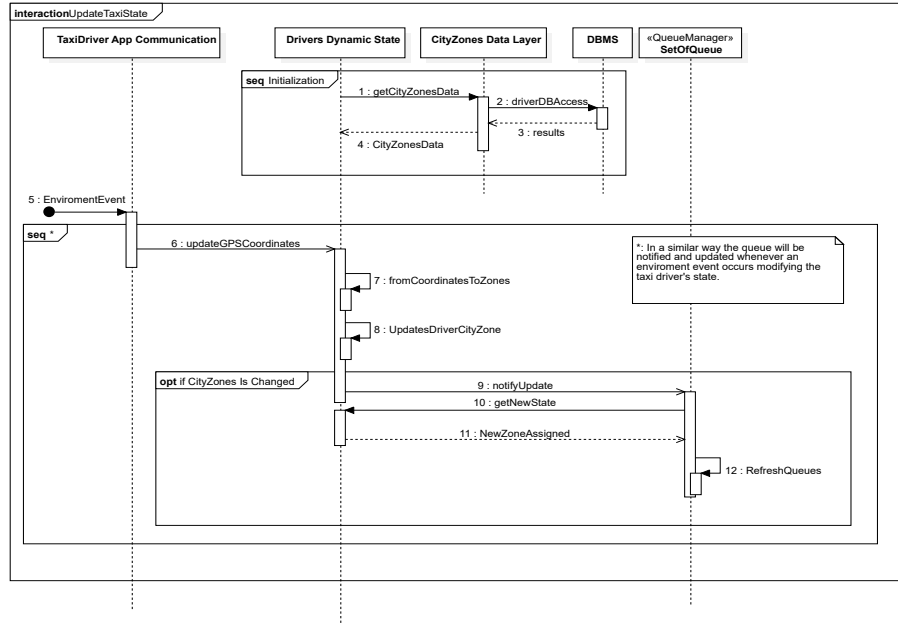 interactionUpdateTaxiState
TaxiDriver App Communication
Drivers Dynamic State
CityZones Data Layer
DBMS
«QueueManager»
SetOfQueue
seq Initialization
1 : getCityZonesData
2 : driverDBAccess
3 : results
4 : CityZonesData
5 : EnviromentEvent
seq *
6 : updateGPSCoordinates
*: In a similar way the queue will be
notified and updated whenever an
enviroment event occurs modifying the
taxi driver's state.
7 : fromCoordinatesToZones
8 : UpdatesDriverCityZone
opt if CityZones Is Changed
9 : notifyUpdate
10 : getNewState
11 : NewZoneAssigned
12 : RefreshQueues